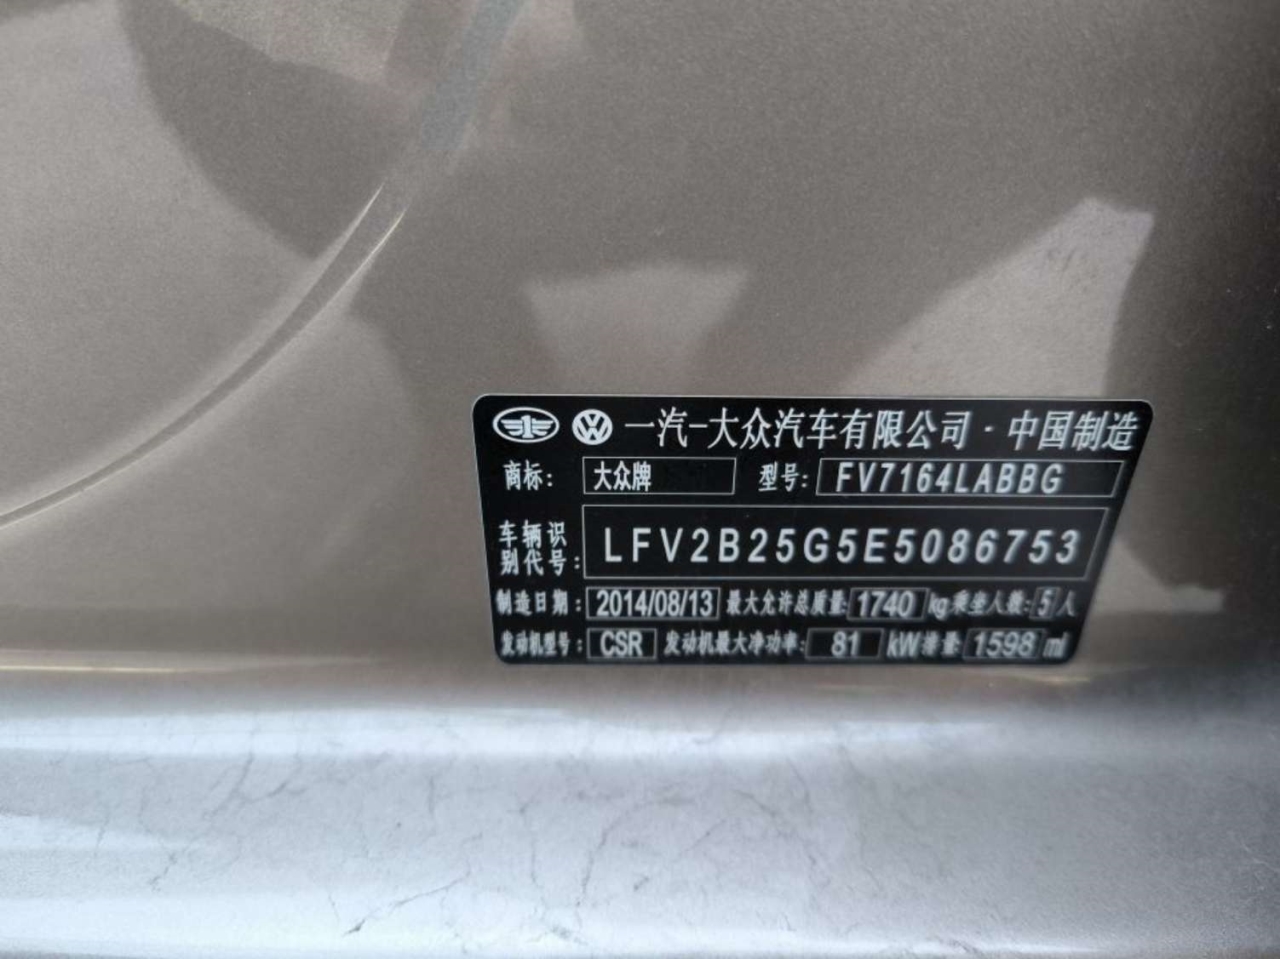 一汽-大众汽车有限公司·中国制造
商标: 大众牌 型号: FV7164LABBG
车辆识别代号: LFV2B25G5E5086753
制造日期: 2014/08/13 最大允许总质量: 1740 kg 乘坐人数: 5 人
发动机型号: CSR 发动机最大净功率: 81 kW 排量: 1598 ml